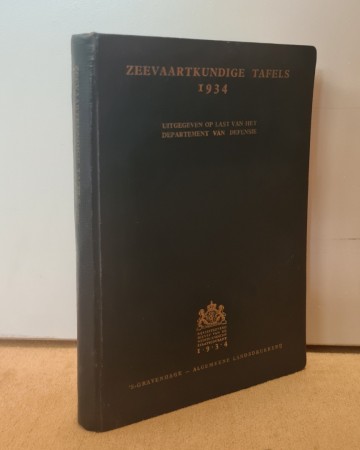 ZEEVAARTKUNDIGE TAFELS
1934
UITGEGEVEN OP LAST VAN HET
DEPARTEMENT VAN DEFENSIE
1934
'S-GRAVENHAGE – ALGEMEENE LANDSDRUKKERIJ